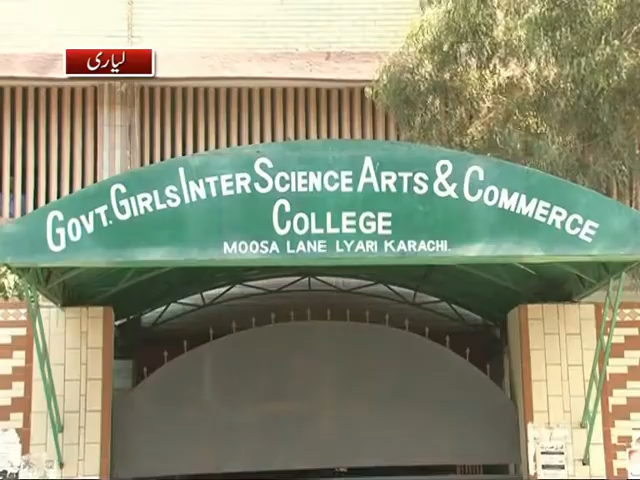 لیاری
GOVT. GIRLS INTER SCIENCE ARTS & COMMERCE
COLLEGE
MOOSA LANE LYARI KARACHI.